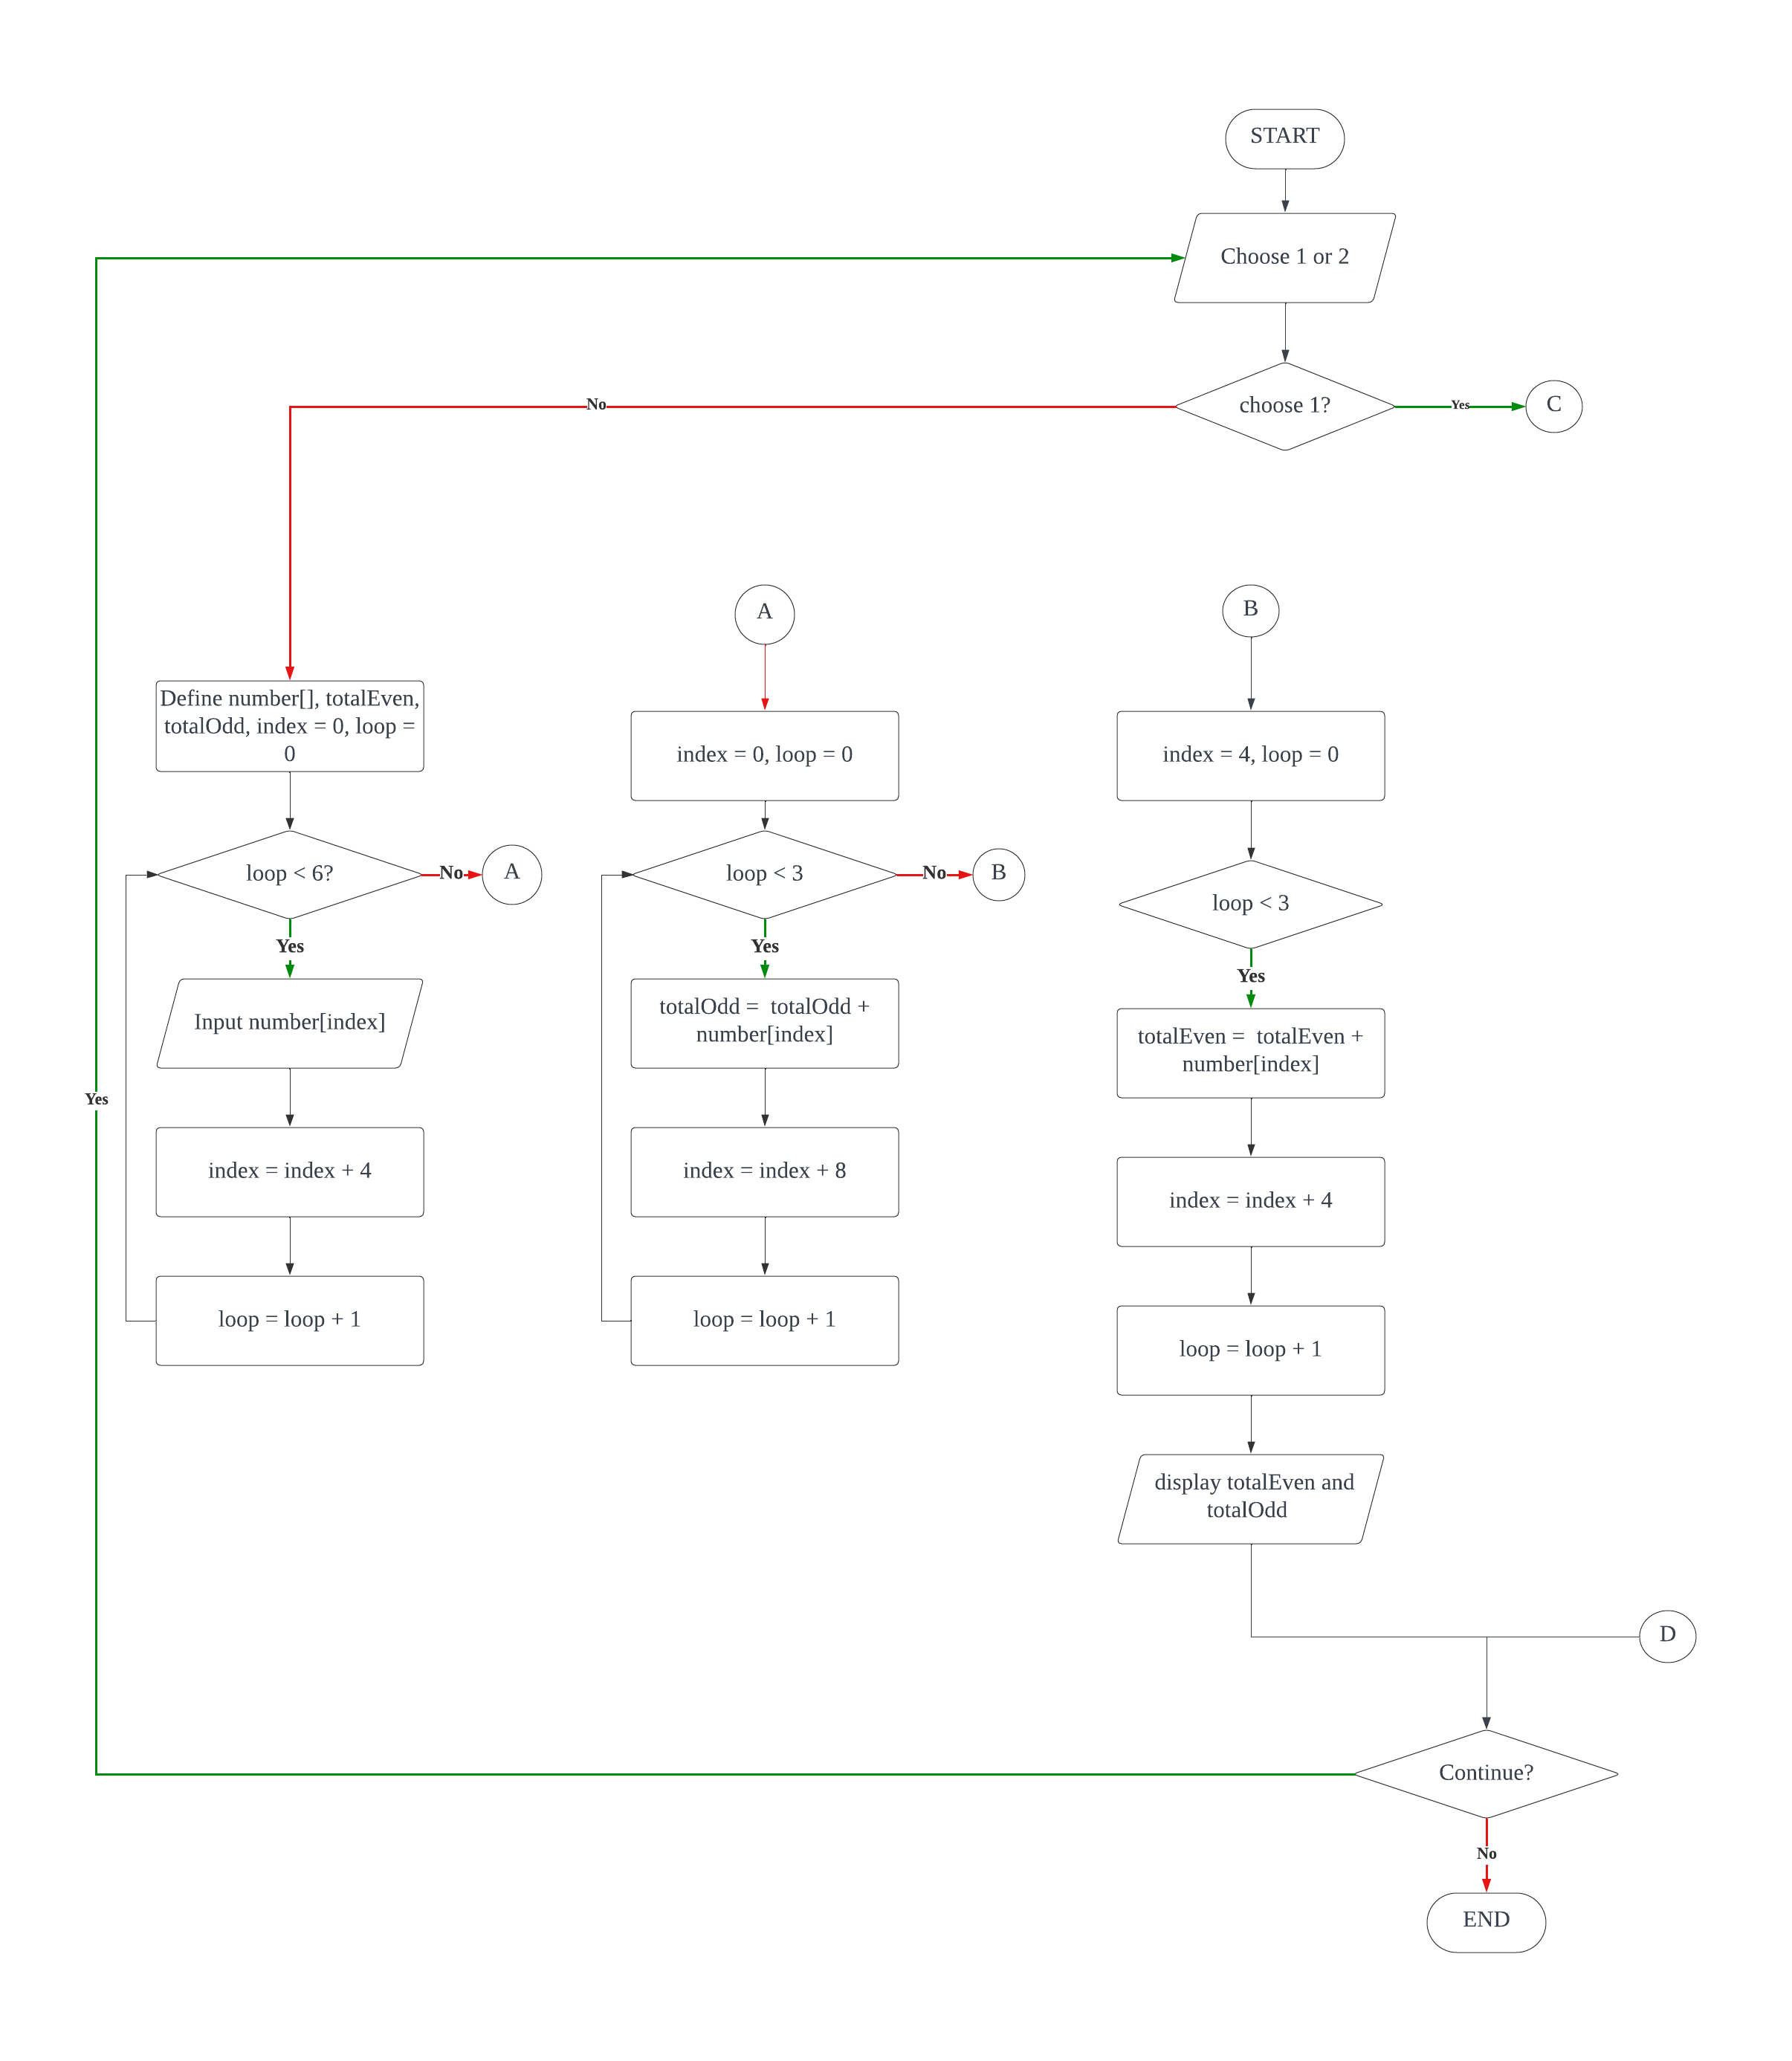 START
Choose 1 or 2
choose 1?
Yes
C
No
Define number[], totalEven,
totalOdd, index = 0, loop =
0
loop < 6?
No
A
Yes
Input number[index]
index = index + 4
loop = loop + 1
A
index = 0, loop = 0
loop < 3
No
B
Yes
totalOdd = totalOdd +
number[index]
index = index + 8
loop = loop + 1
B
index = 4, loop = 0
loop < 3
Yes
totalEven = totalEven +
number[index]
index = index + 4
loop = loop + 1
display totalEven and
totalOdd
D
Continue?
Yes
No
END